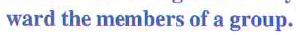 ward the members of a group.